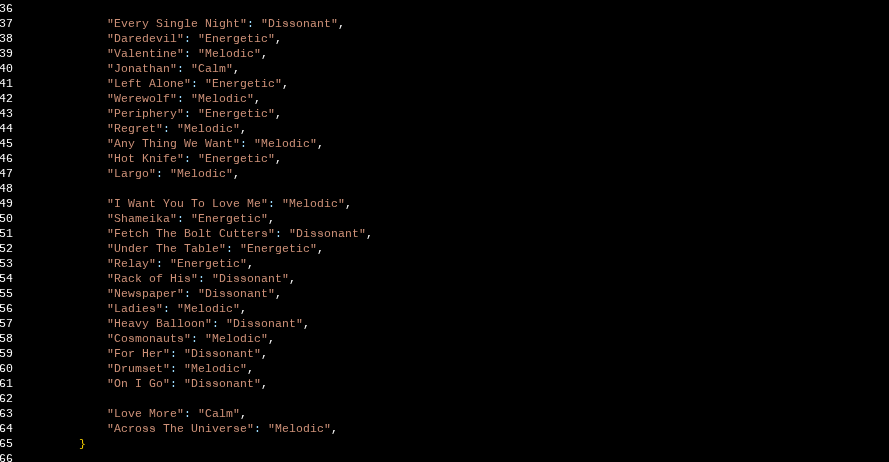 36
37 "Every Single Night": "Dissonant",
38 "Daredevil": "Energetic",
39 "Valentine": "Melodic",
40 "Jonathan": "Calm",
41 "Left Alone": "Energetic",
42 "Werewolf": "Melodic",
43 "Periphery": "Energetic",
44 "Regret": "Melodic",
45 "Any Thing We Want": "Melodic",
46 "Hot Knife": "Energetic",
47 "Largo": "Melodic",
48
49 "I Want You To Love Me": "Melodic",
50 "Shameika": "Energetic",
51 "Fetch The Bolt Cutters": "Dissonant",
52 "Under The Table": "Energetic",
53 "Relay": "Energetic",
54 "Rack of His": "Dissonant",
55 "Newspaper": "Dissonant",
56 "Ladies": "Melodic",
57 "Heavy Balloon": "Dissonant",
58 "Cosmonauts": "Melodic",
59 "For Her": "Dissonant",
60 "Drumset": "Melodic",
61 "On I Go": "Dissonant",
62
63 "Love More": "Calm",
64 "Across The Universe": "Melodic",
65 }
66